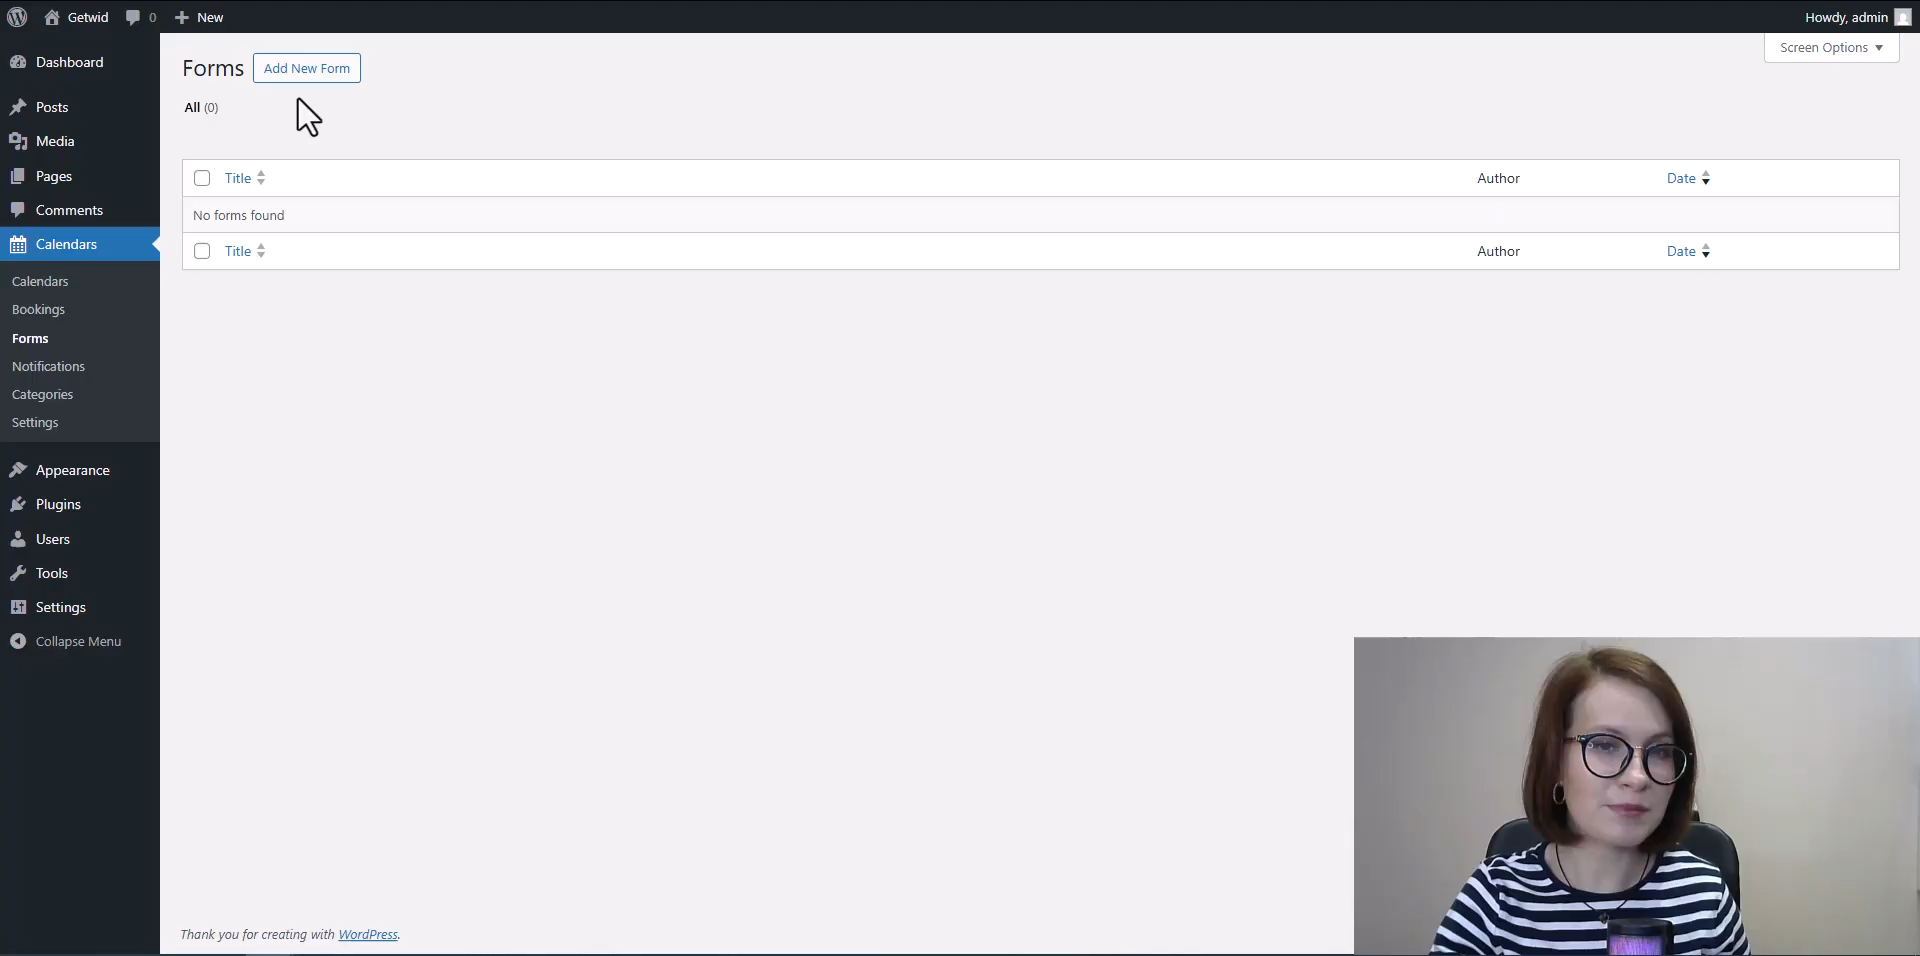 Getwid 0 New Howdy, admin
Screen Options
Dashboard
Posts
Media
Pages
Comments
Calendars
Calendars
Bookings
Forms
Notifications
Categories
Settings
Appearance
Plugins
Users
Tools
Settings
Collapse Menu
Forms Add New Form
All (0)
Title Author Date
No forms found
Title Author Date
Thank you for creating with WordPress.